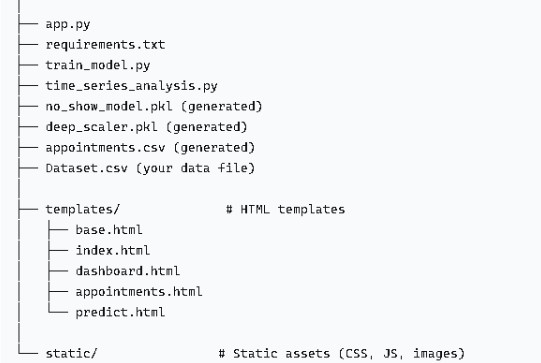 ├── app.py
├── requirements.txt
├── train_model.py
├── time_series_analysis.py
├── no_show_model.pkl (generated)
├── deep_scaler.pkl (generated)
├── appointments.csv (generated)
├── Dataset.csv (your data file)
│
├── templates/              # HTML templates
│   ├── base.html
│   ├── index.html
│   ├── dashboard.html
│   ├── appointments.html
│   └── predict.html
│
└── static/                # Static assets (CSS, JS, images)